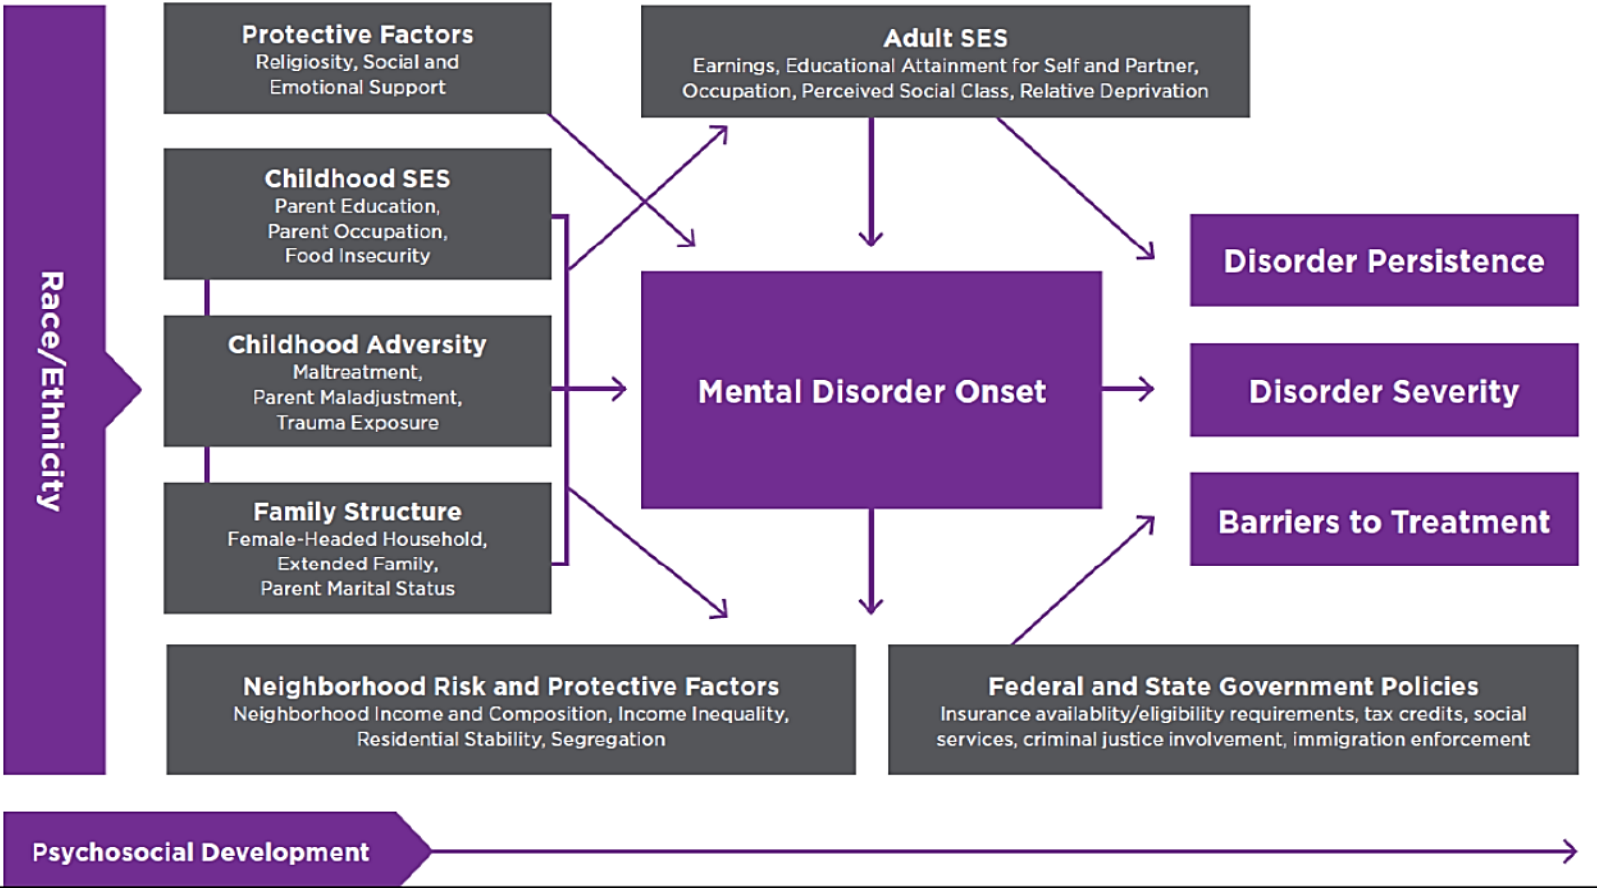 Race/Ethnicity
Protective Factors
Religiosity, Social and
Emotional Support
Childhood SES
Parent Education,
Parent Occupation,
Food Insecurity
Childhood Adversity
Maltreatment,
Parent Maladjustment,
Trauma Exposure
Family Structure
Female-Headed Household,
Extended Family,
Parent Marital Status
Adult SES
Earnings, Educational Attainment for Self and Partner,
Occupation, Perceived Social Class, Relative Deprivation
Mental Disorder Onset
Disorder Persistence
Disorder Severity
Barriers to Treatment
Neighborhood Risk and Protective Factors
Neighborhood Income and Composition, Income Inequality,
Residential Stability, Segregation
Federal and State Government Policies
Insurance availablity/eligibility requirements, tax credits, social
services, criminal justice involvement, immigration enforcement
Psychosocial Development